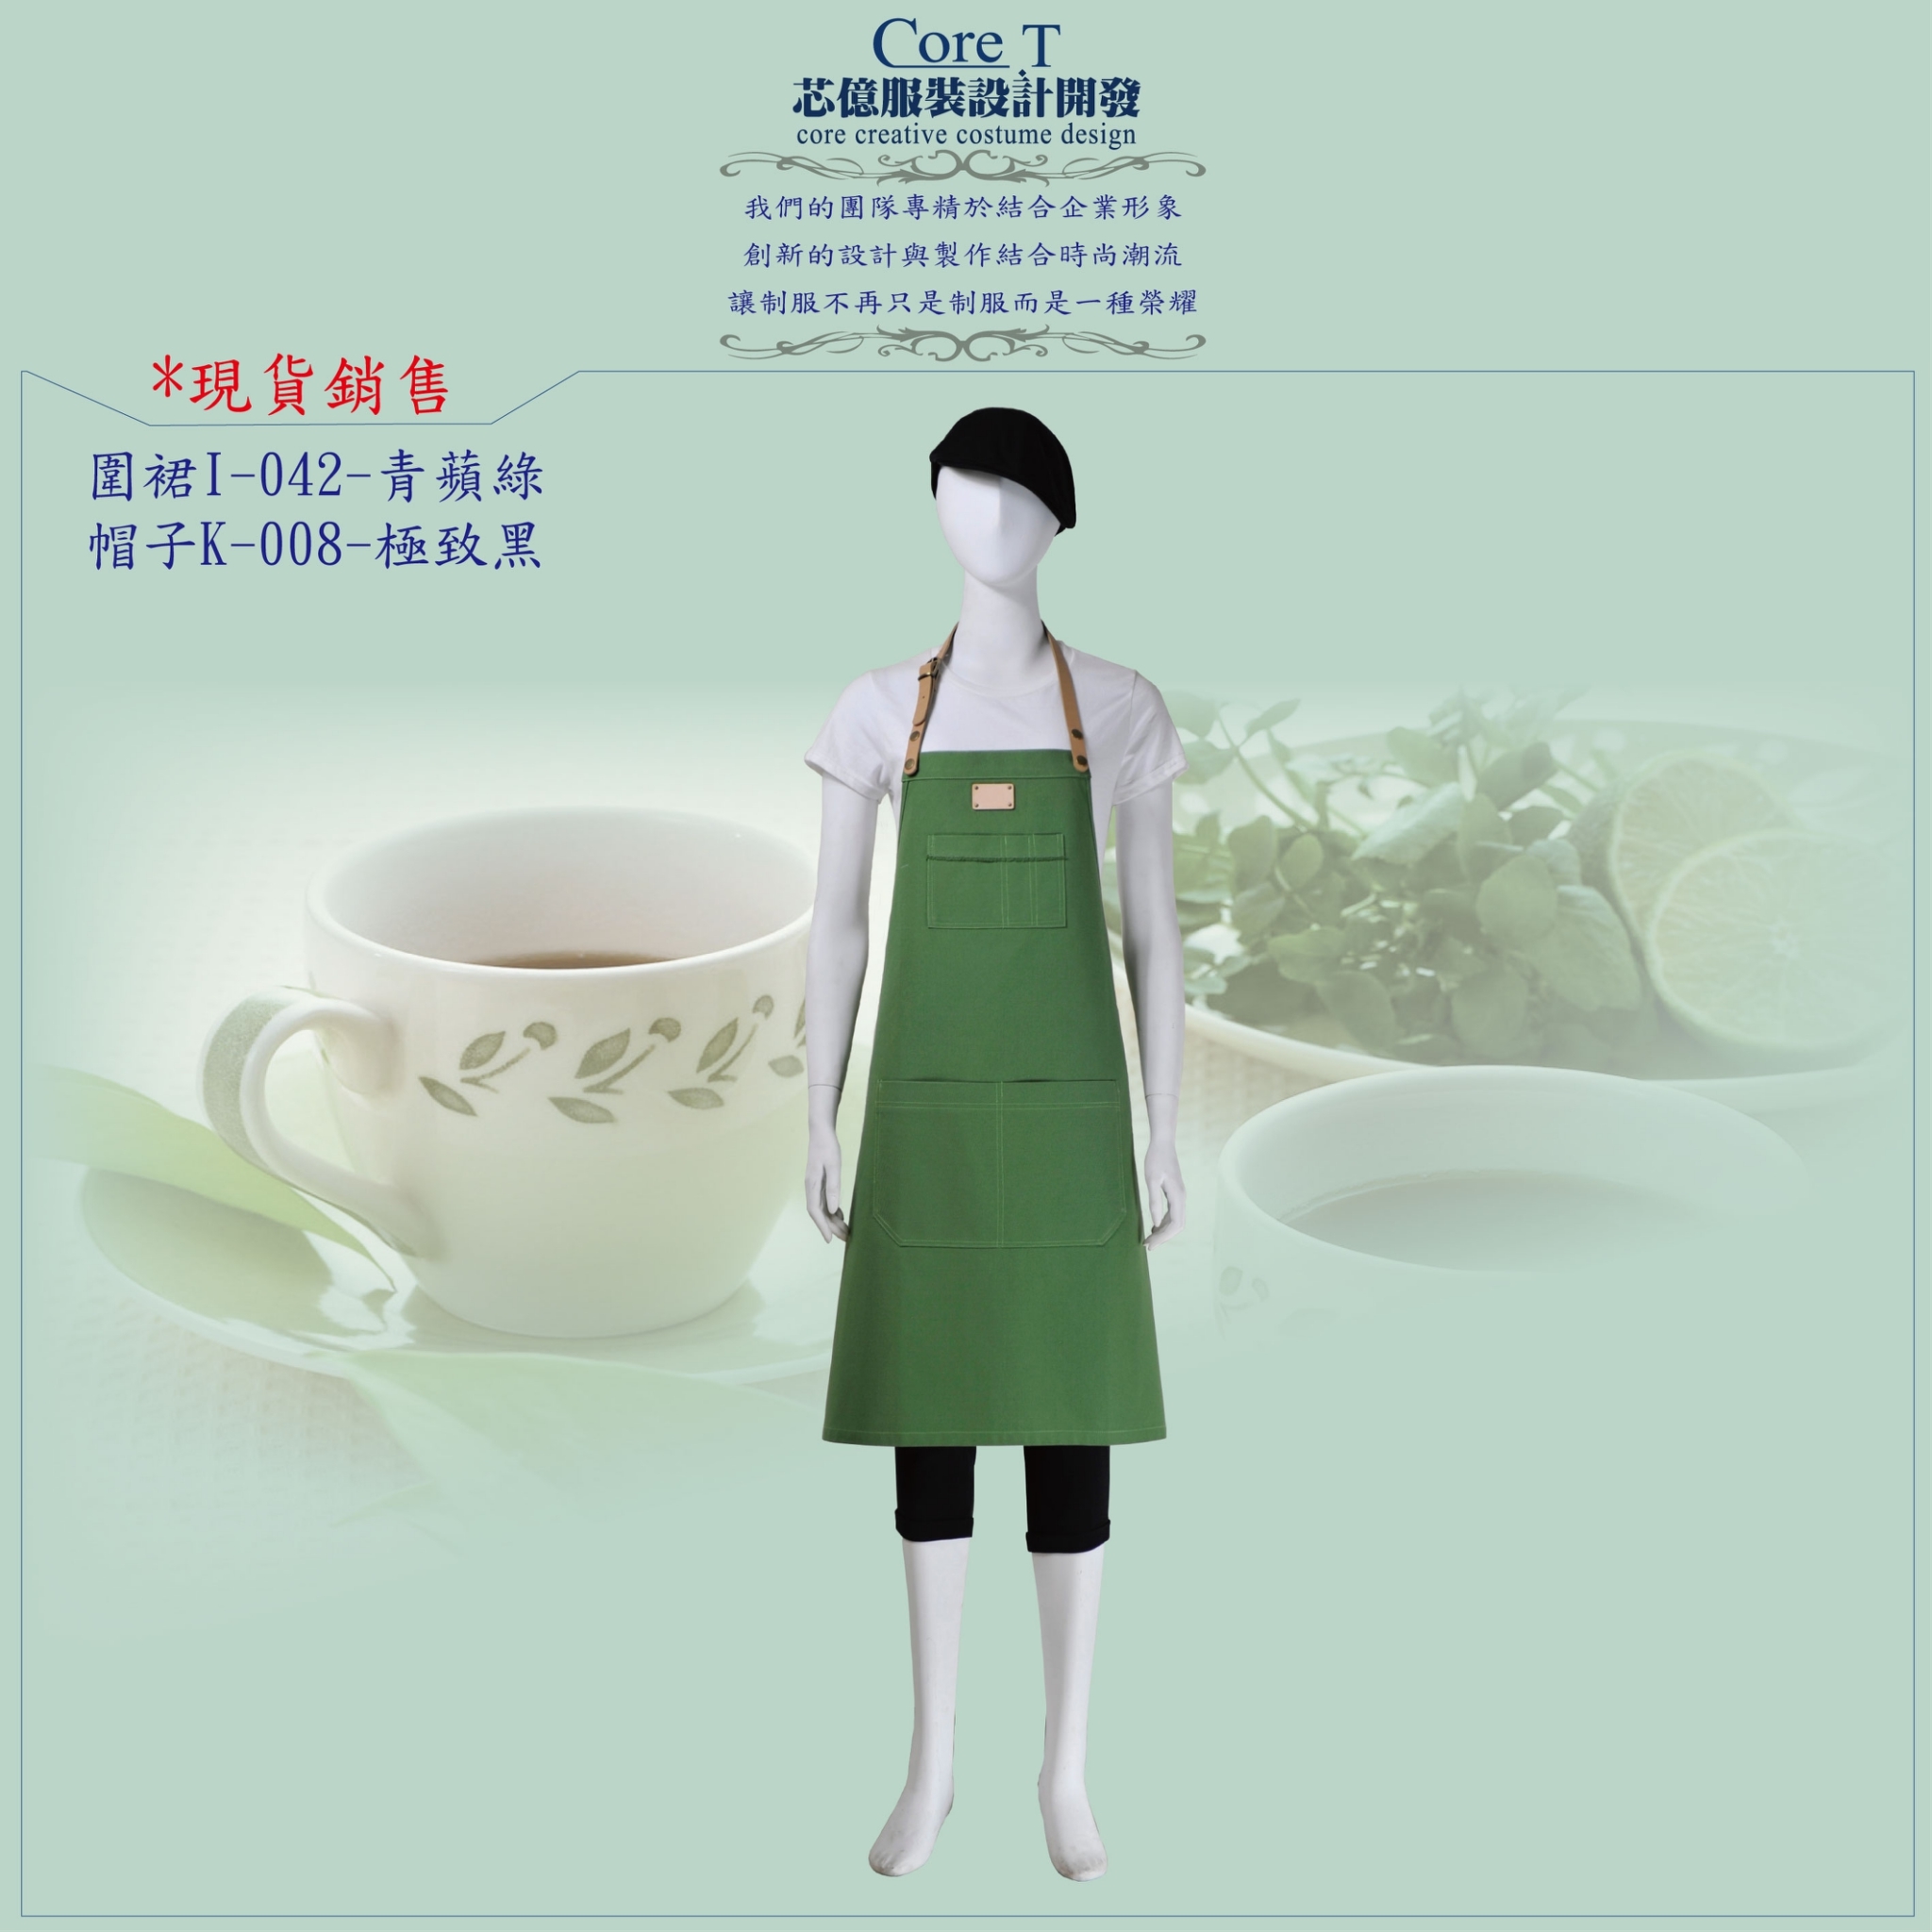 Core T
芯億服裝設計開發
core creative costume design
我們的團隊專精於結合企業形象
創新的設計與製作結合時尚潮流
讓制服不再只是制服而是一種榮耀
*現貨銷售
圍裙I-042-青蘋綠
帽子K-008-極致黑